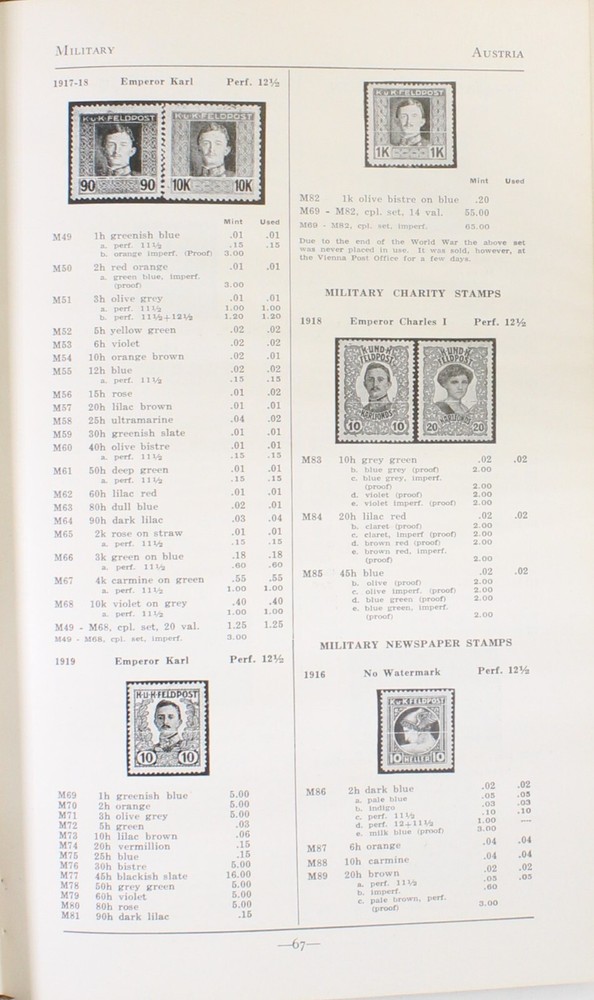 MILITARY
AUSTRIA
1917-18 Emperor Karl Perf. 12½
K.u.K. FELDPOST
90 90
K.u.K. FELDPOST
10K 10K
Mint Used
M49 1h greenish blue .01 .01
a. perf. 11½ .15 .15
b. orange imperf. (Proof) 3.00
M50 2h red orange .01 .01
a. green blue, imperf.
(proof) 3.00
M51 3h olive grey .01 .01
a. perf. 11½ 1.00 1.00
b. perf. 11½+12½ 1.20 1.20
M52 5h yellow green .02 .02
M53 6h violet .02 .02
M54 10h orange brown .02 .01
M55 12h blue .02 .02
a. perf. 11½ .15 .15
M56 15h rose .01 .02
M57 20h lilac brown .01 .01
M58 25h ultramarine .04 .02
M59 30h greenish slate .01 .01
M60 40h olive bistre .01 .01
a. perf. 11½ .15 .15
M61 50h deep green .01 .01
a. perf. 11½ .15 .15
M62 60h lilac red .01 .01
M63 80h dull blue .02 .01
M64 90h dark lilac .03 .04
M65 2k rose on straw .01 .01
a. perf. 11½ .15 .15
M66 3k green on blue .18 .18
a. perf. 11½ .60 .60
M67 4k carmine on green .55 .55
a. perf. 11½ 1.00 1.00
M68 10k violet on grey .40 .40
a. perf. 11½ 1.00 1.00
M49 - M68, cpl. set, 20 val. 1.25 1.25
M49 - M68, cpl. set, imperf. 3.00
1919 Emperor Karl Perf. 12½
K.U.K.FELDPOST
10 10
M69 1h greenish blue 5.00
M70 2h orange 5.00
M71 3h olive grey 5.00
M72 5h green .03
M73 10h lilac brown .06
M74 20h vermillion .15
M75 25h blue .15
M76 30h bistre 5.00
M77 45h blackish slate 16.00
M78 50h grey green 5.00
M79 60h violet 5.00
M80 80h rose 5.00
M81 90h dark lilac .15
K.u.K. FELDPOST
1K 1K
Mint Used
M82 1k olive bistre on blue .20
M69 - M82, cpl. set, 14 val. 55.00
M69 - M82, cpl. set, imperf. 65.00
Due to the end of the World War the above set
was never placed in use. It was sold, however, at
the Vienna Post Office for a few days.
MILITARY CHARITY STAMPS
1918 Emperor Charles I Perf. 12½
K.UND K.
FELDPOST
KARLFONDS
10 10
K.UND K.
FELDPOST
KARLFONDS
20 20
M83 10h grey green .02 .02
b. blue grey (proof) 2.00
c. blue grey, imperf.
(proof) 2.00
d. violet (proof) 2.00
e. violet imperf. (proof) 2.00
M84 20h lilac red .02 .02
b. claret (proof) 2.00
c. claret, imperf (proof) 2.00
d. brown red (proof) 2.00
e. brown red, imperf.
(proof) 2.00
M85 45h blue .02 .02
b. olive (proof) 2.00
c. olive imperf. (proof) 2.00
d. blue green (proof) 2.00
e. blue green, imperf.
(proof) 2.00
MILITARY NEWSPAPER STAMPS
1916 No Watermark Perf. 12½
K.u.K. FELDPOST
10 HELLER 10
M86 2h dark blue .02 .02
a. pale blue .05 .05
b. indigo .03 .03
c. perf. 11½ .10 .10
d. perf. 12+11½ 1.00 ----
e. milk blue (proof) 3.00
M87 6h orange .04 .04
M88 10h carmine .04 .04
M89 20h brown .02 .02
a. perf. 11½ .05 .05
b. imperf. .60
c. pale brown, perf.
(proof) 3.00
—67—